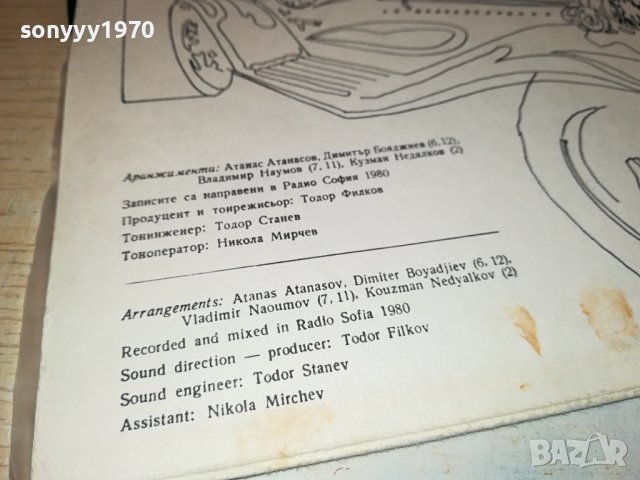 sonyyy1970
Аранжименти: Атанас Атанасов, Димитър Бояджиев (6, 12),
Владимир Наумов (7, 11), Кузман Недялков (2)
Записите са направени в Радио София 1980
Продуцент и тонрежисьор: Тодор Филков
Тонинженер: Тодор Станев
Тоноператор: Никола Мирчев
Arrangements: Atanas Atanasov, Dimiter Boyadjiev (6, 12),
Vladimir Naoumov (7, 11), Kouzman Nedyalkov (2)
Recorded and mixed in Radio Sofia 1980
Sound direction — producer: Todor Filkov
Sound engineer: Todor Stanev
Assistant: Nikola Mirchev
BAZAR